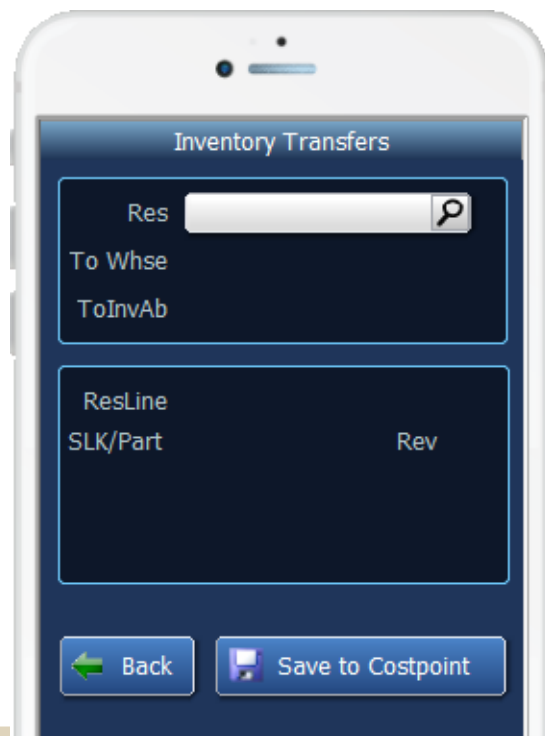 Inventory Transfers
Res
To Whse
ToInvAb
ResLine
SLK/Part Rev
Back Save to Costpoint